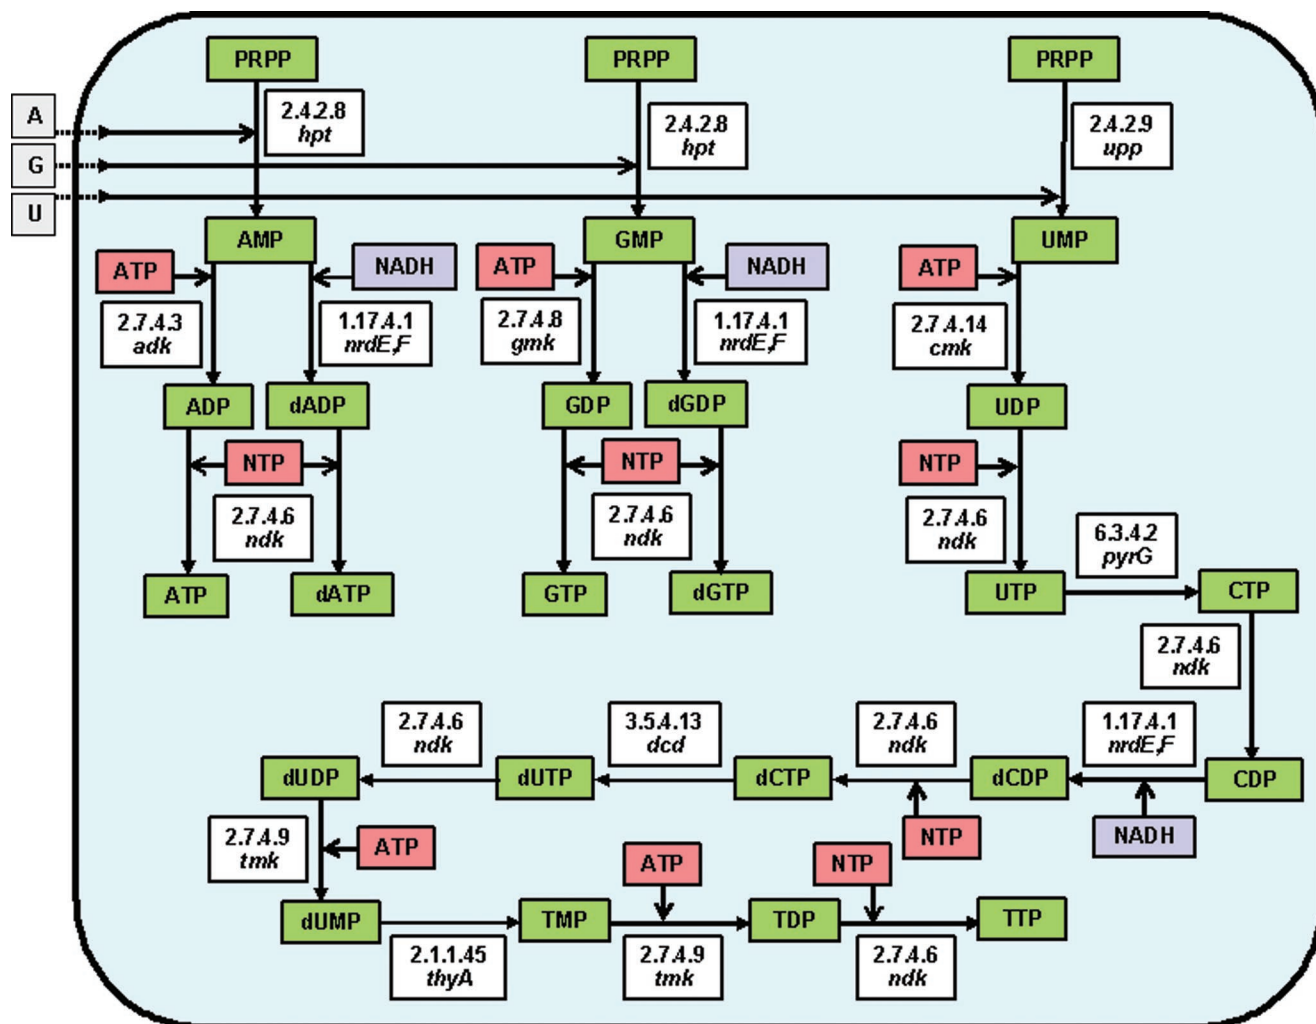 PRPP
PRPP
PRPP
A
G
U
2.4.2.8
hpt
2.4.2.8
hpt
2.4.2.9
upp
AMP
GMP
UMP
ATP
NADH
ATP
NADH
ATP
2.7.4.3
adk
1.17.4.1
nrdE,F
2.7.4.8
gmk
1.17.4.1
nrdE,F
2.7.4.14
cmk
ADP
dADP
GDP
dGDP
UDP
NTP
NTP
NTP
2.7.4.6
ndk
2.7.4.6
ndk
2.7.4.6
ndk
6.3.4.2
pyrG
ATP
dATP
GTP
dGTP
UTP
CTP
2.7.4.6
ndk
2.7.4.6
ndk
3.5.4.13
dcd
2.7.4.6
ndk
1.17.4.1
nrdE,F
dUDP
dUTP
dCTP
dCDP
CDP
2.7.4.9
tmk
ATP
NTP
NADH
ATP
NTP
dUMP
TMP
TDP
TTP
2.1.1.45
thyA
2.7.4.9
tmk
2.7.4.6
ndk